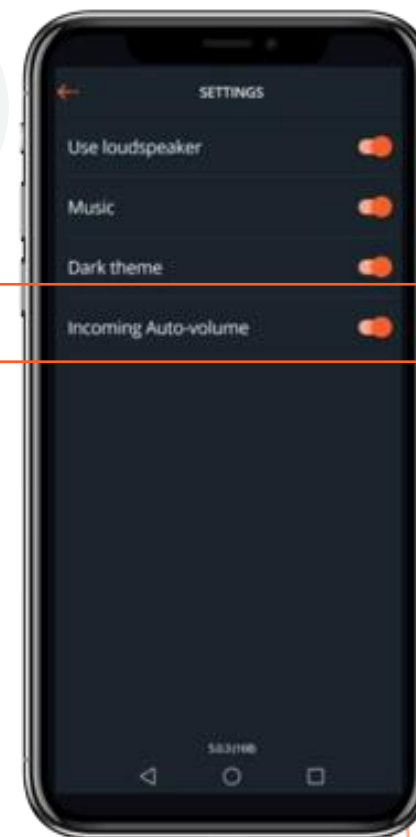 SETTINGS
Use loudspeaker
Music
Dark theme
Incoming Auto-volume